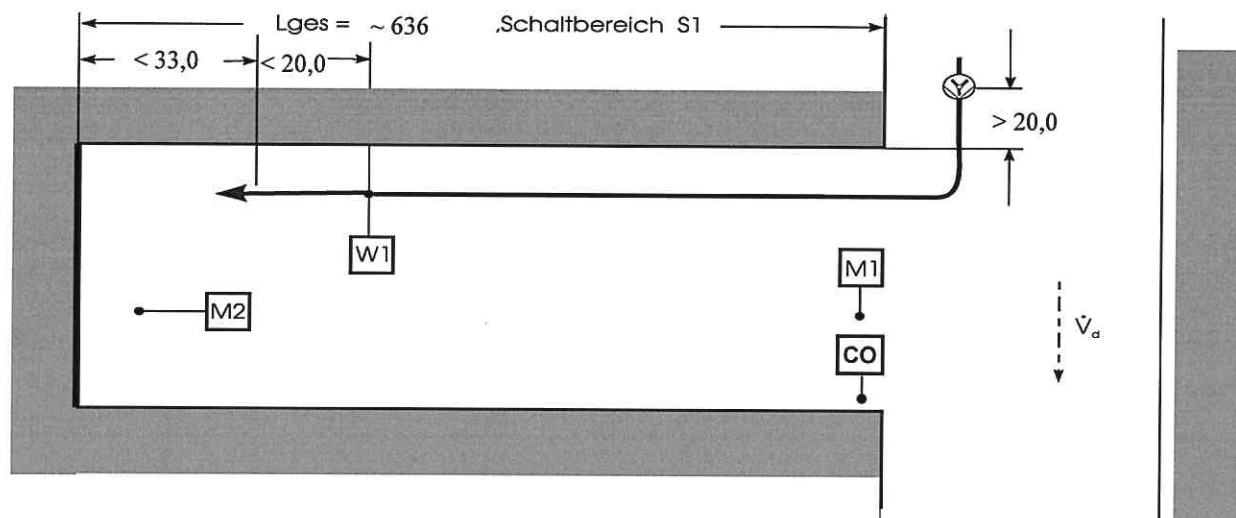 Lges = ~ 636 ,Schaltbereich S1
< 33,0
< 20,0
Y
> 20,0
W1
M1
M2
CO
V̇d